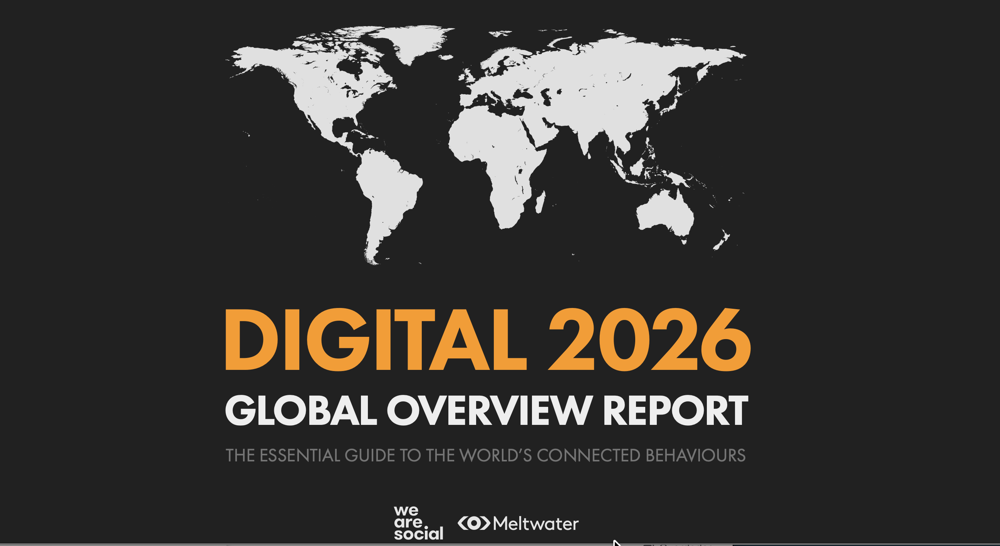 DIGITAL 2026
GLOBAL OVERVIEW REPORT
THE ESSENTIAL GUIDE TO THE WORLD’S CONNECTED BEHAVIOURS
we
are
social
Meltwater